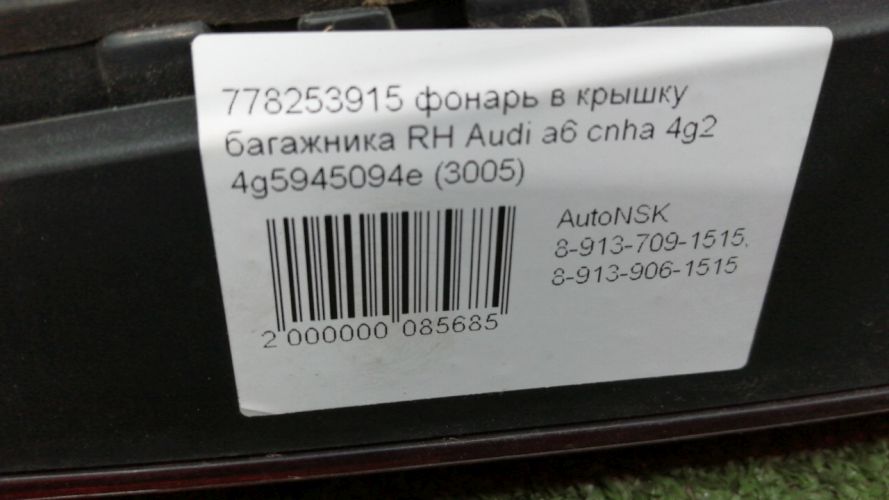 778253915 фонарь в крышку
багажника RH Audi a6 cnha 4g2
4g5945094e (3005)
AutoNSK
8-913-709-1515,
8-913-906-1515
2 000000 085685